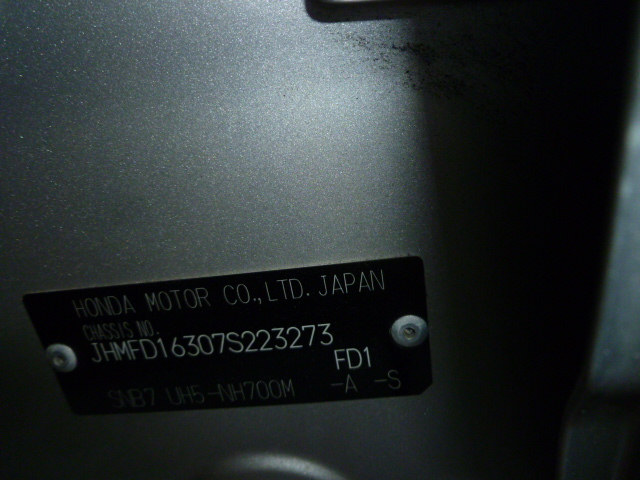 HONDA MOTOR CO.,LTD. JAPAN
CHASSIS NO.
JHMFD16307S223273
FD1
SNB7 UH5-NH700M -A -S